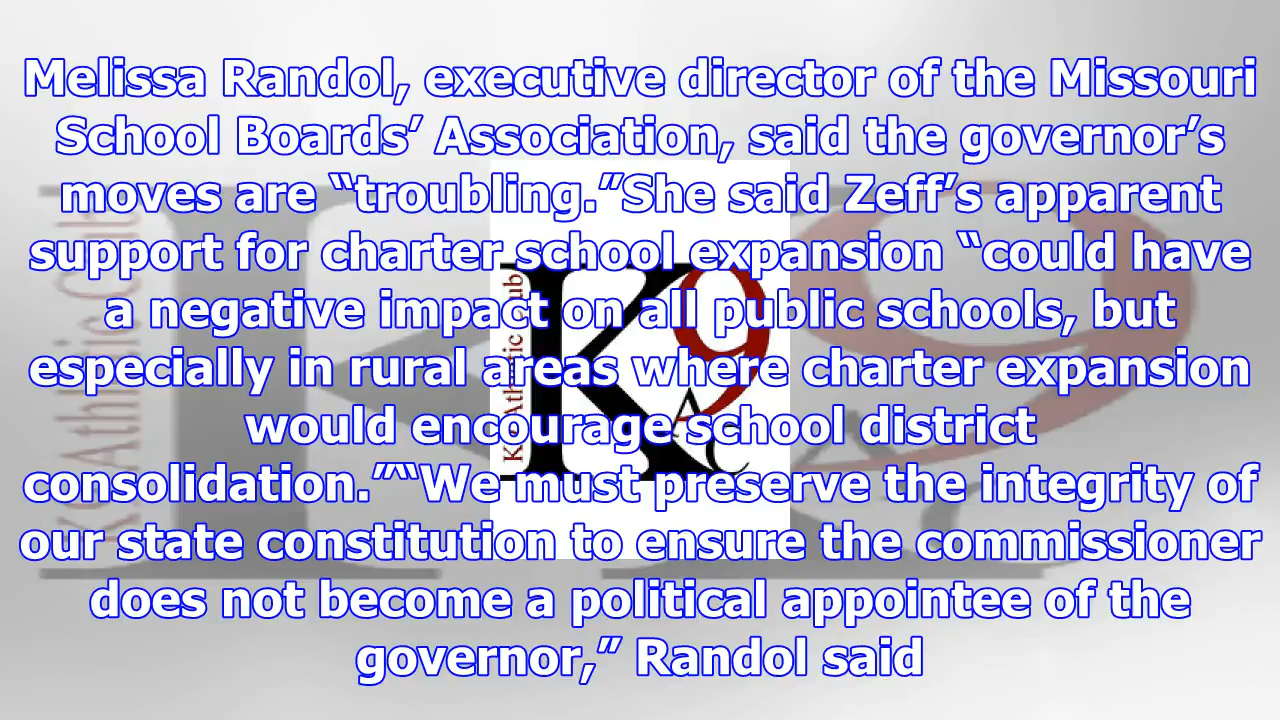 Melissa Randol, executive director of the Missouri
School Boards’ Association, said the governor’s
moves are “troubling.”She said Zeff’s apparent
support for charter school expansion “could have
a negative impact on all public schools, but
especially in rural areas where charter expansion
would encourage school district
consolidation.”“We must preserve the integrity of
our state constitution to ensure the commissioner
does not become a political appointee of the
governor,” Randol said